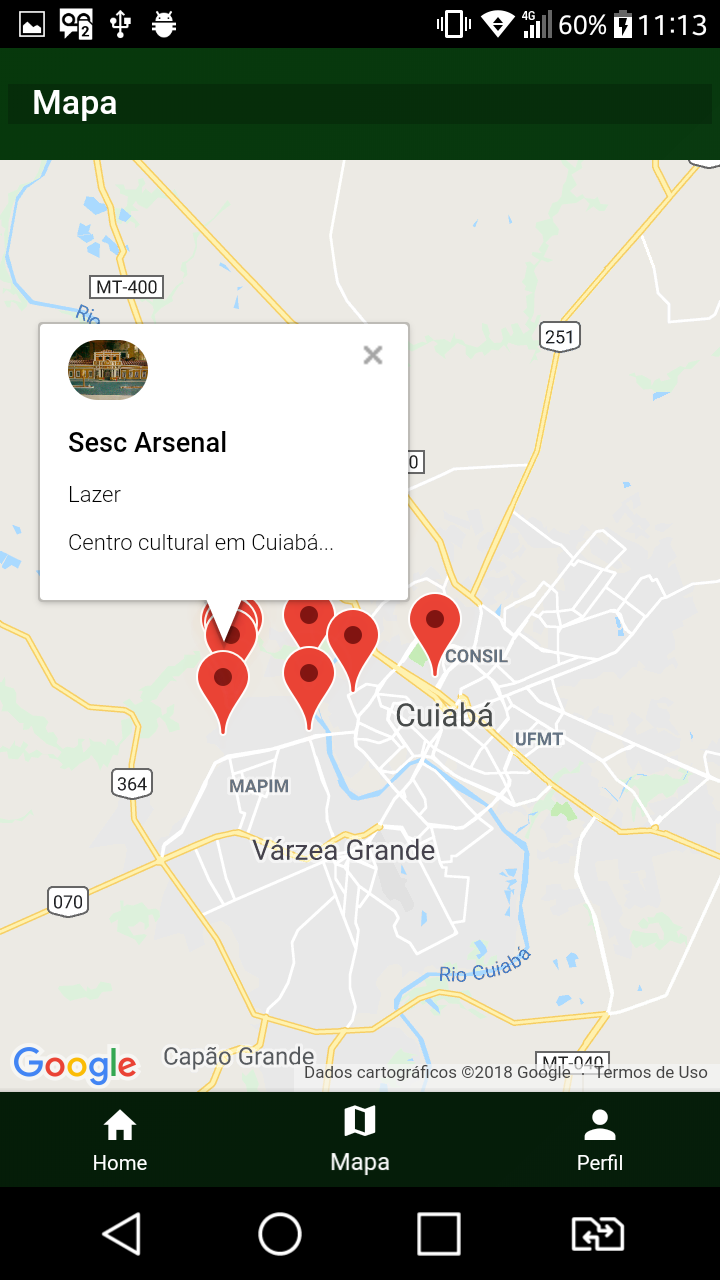 2
4G
60%
11:13
Mapa
MT-400
Rio
251
Sesc Arsenal
0
Lazer
Centro cultural em Cuiabá...
CONSIL
Cuiabá
UFMT
MAPIM
364
Várzea Grande
070
Rio Cuiabá
Capão Grande
MT-040
Google
Dados cartográficos ©2018 Google · Termos de Uso
Home
Mapa
Perfil